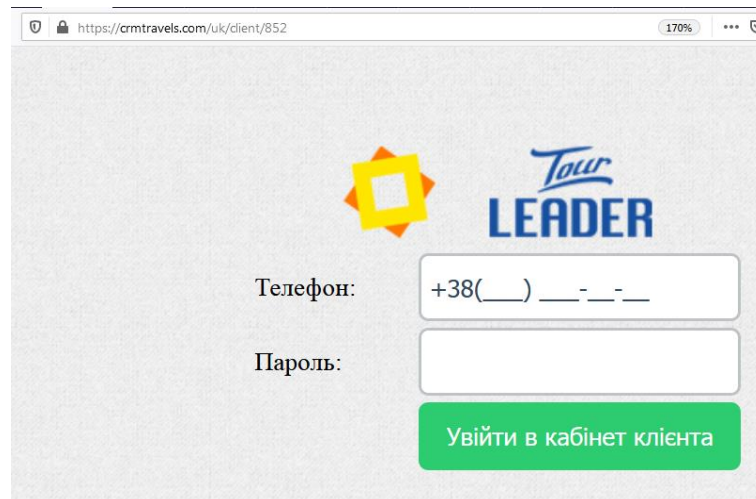 https://crmtravels.com/uk/client/852 170%
Tour
LEADER
Телефон: +38(___) ___-__-__
Пароль:
Увійти в кабінет клієнта